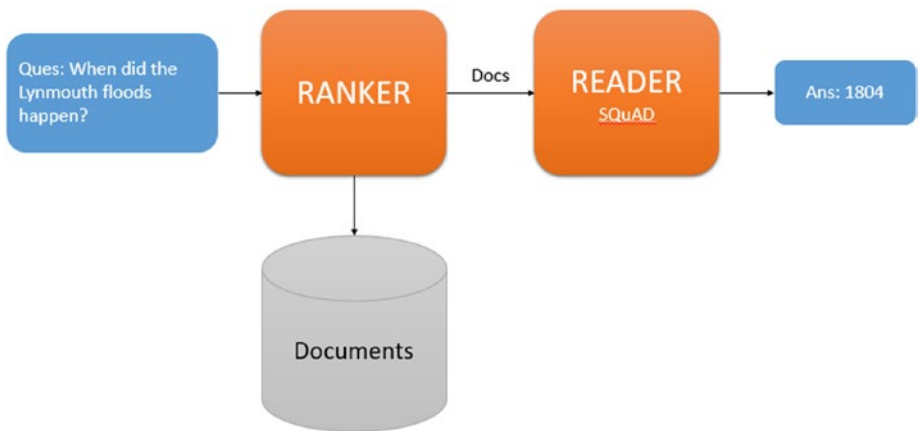 Ques: When did the
Lynmouth floods
happen?
RANKER
Docs
READER
SQuAD
Ans: 1804
Documents